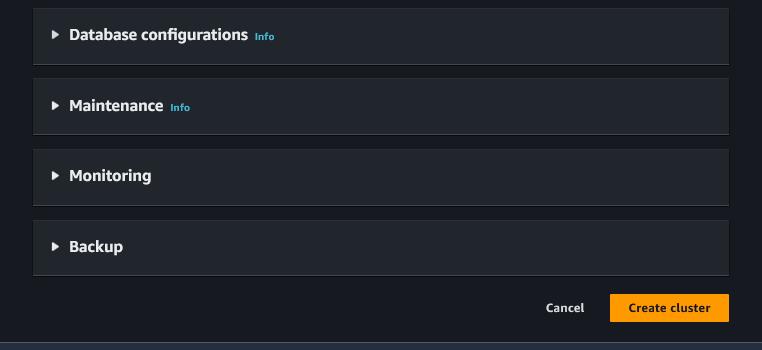 Database configurations Info
Maintenance Info
Monitoring
Backup
Cancel Create cluster